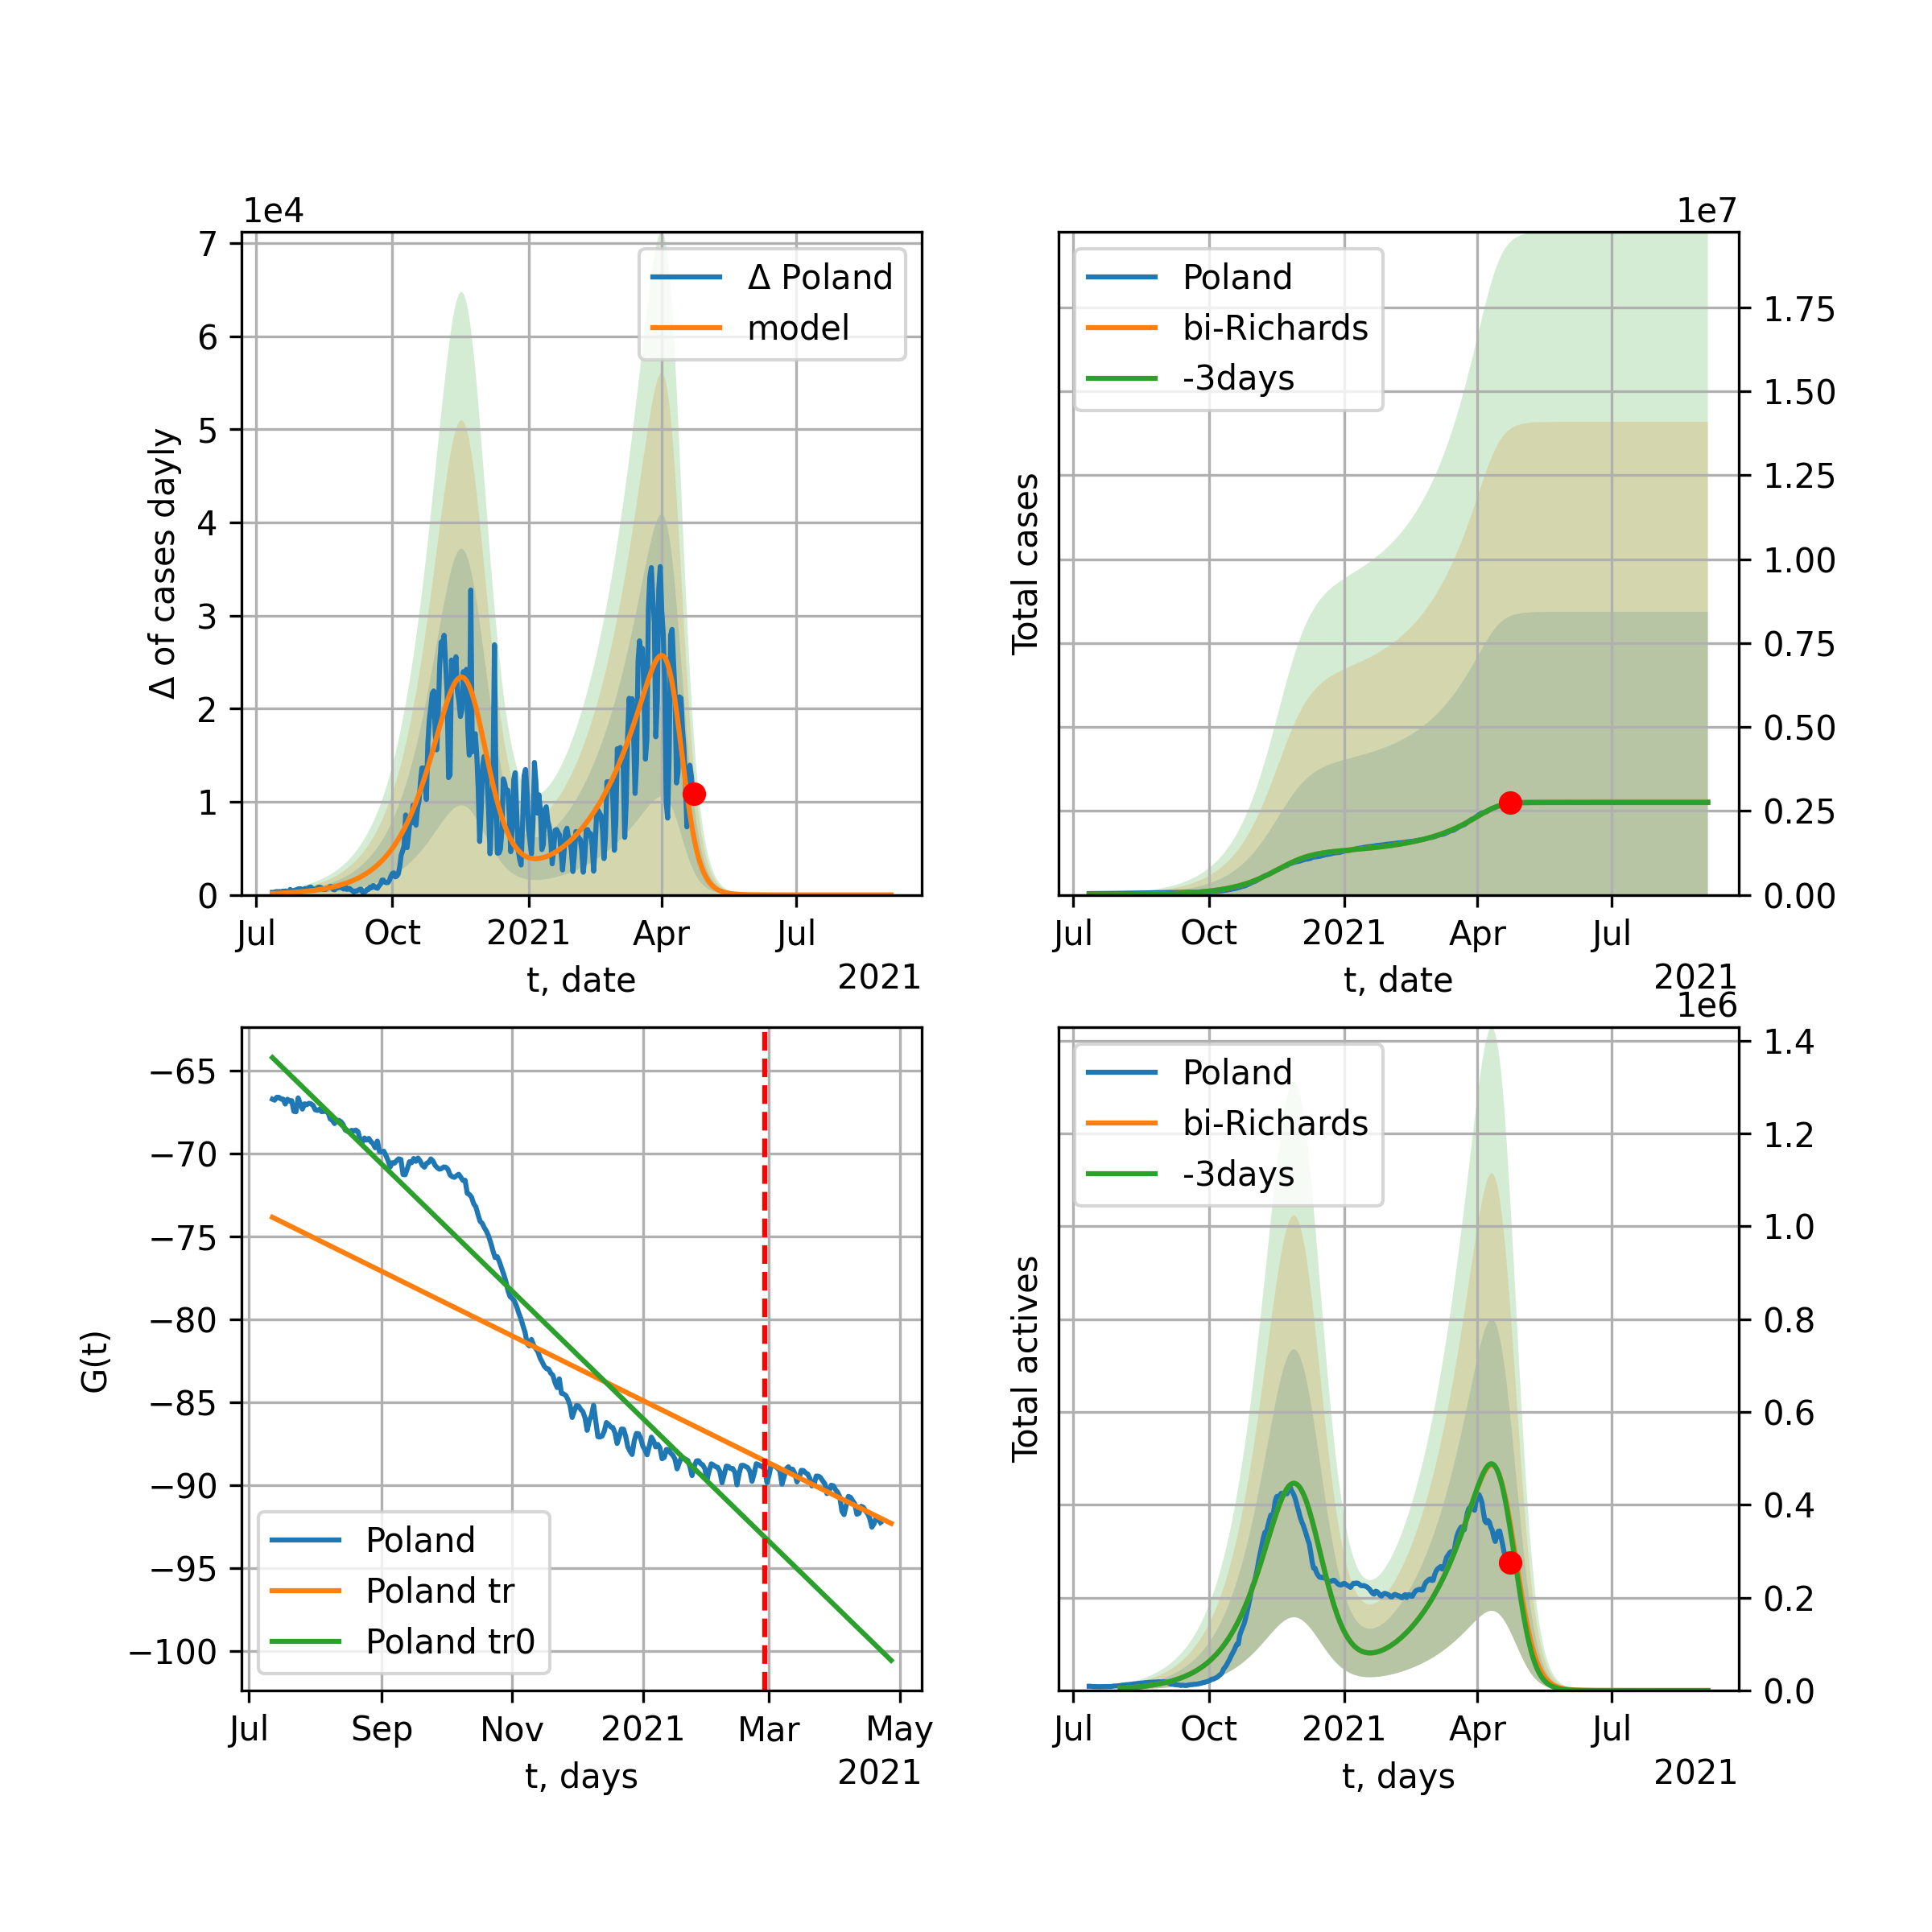 1e4
7
6
5
4
3
2
1
0
Δ of cases dayly
Δ Poland
model
Jul Oct 2021 Apr Jul
t, date
2021
1e7
Poland
bi-Richards
-3days
Total cases
1.75
1.50
1.25
1.00
0.75
0.50
0.25
0.00
Jul Oct 2021 Apr Jul
t, date
2021
−65
−70
−75
−80
−85
−90
−95
−100
G(t)
Poland
Poland tr
Poland tr0
Jul Sep Nov 2021 Mar May
t, days
2021
1e6
Poland
bi-Richards
-3days
Total actives
1.4
1.2
1.0
0.8
0.6
0.4
0.2
0.0
Jul Oct 2021 Apr Jul
t, days
2021